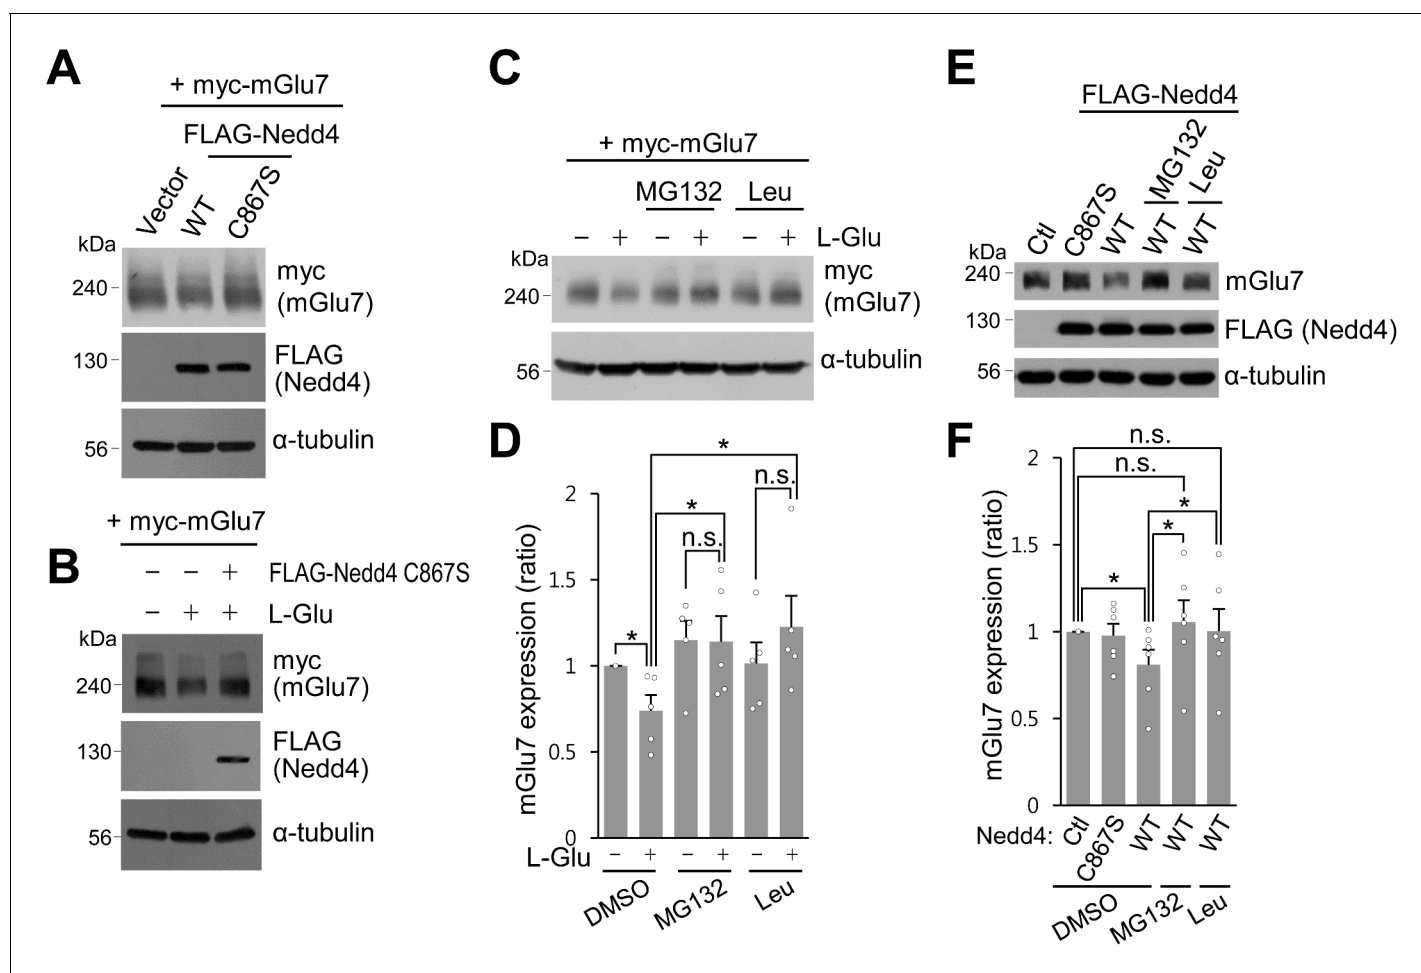 A
+ myc-mGlu7
FLAG-Nedd4
Vector
WT
C867S
kDa
240
myc
(mGlu7)
130
FLAG
(Nedd4)
56
α-tubulin
B
+ myc-mGlu7
− − + FLAG-Nedd4 C867S
− + + L-Glu
kDa
240
myc
(mGlu7)
130
FLAG
(Nedd4)
56
α-tubulin
C
+ myc-mGlu7
MG132 Leu
− + − + − + L-Glu
kDa
240
myc
(mGlu7)
56
α-tubulin
D
mGlu7 expression (ratio)
2
1.5
1
0.5
0
*
*
*
n.s.
n.s.
L-Glu − + − + − +
DMSO
MG132
Leu
E
FLAG-Nedd4
MG132
Leu
Ctl
C867S
WT
WT
WT
kDa
240
mGlu7
130
FLAG (Nedd4)
56
α-tubulin
F
mGlu7 expression (ratio)
2
1.5
1
0.5
0
n.s.
n.s.
*
*
*
Nedd4:
Ctl
C867S
WT
WT
WT
DMSO
MG132
Leu